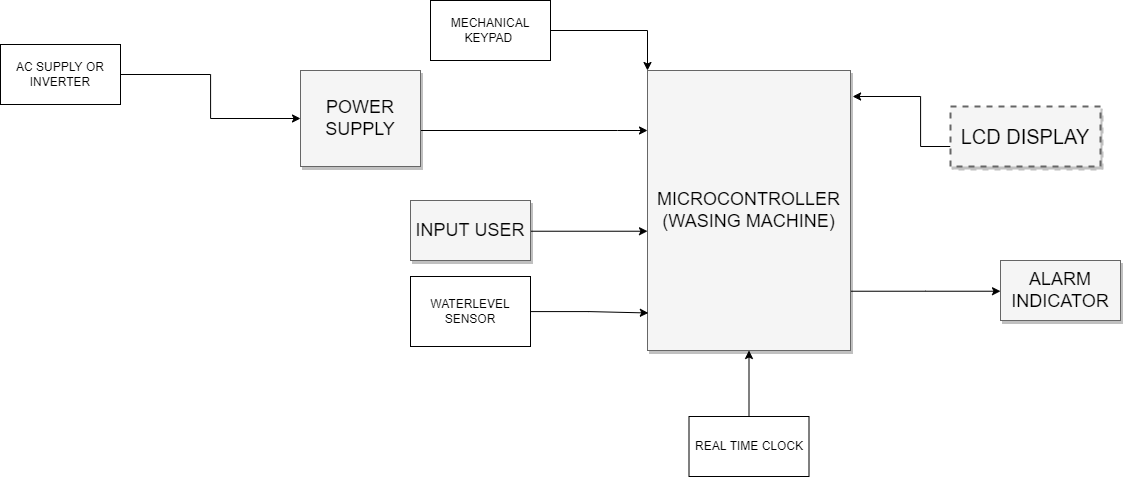 MECHANICAL
KEYPAD
AC SUPPLY OR
INVERTER
POWER
SUPPLY
LCD DISPLAY
MICROCONTROLLER
(WASING MACHINE)
INPUT USER
WATERLEVEL
SENSOR
ALARM
INDICATOR
REAL TIME CLOCK